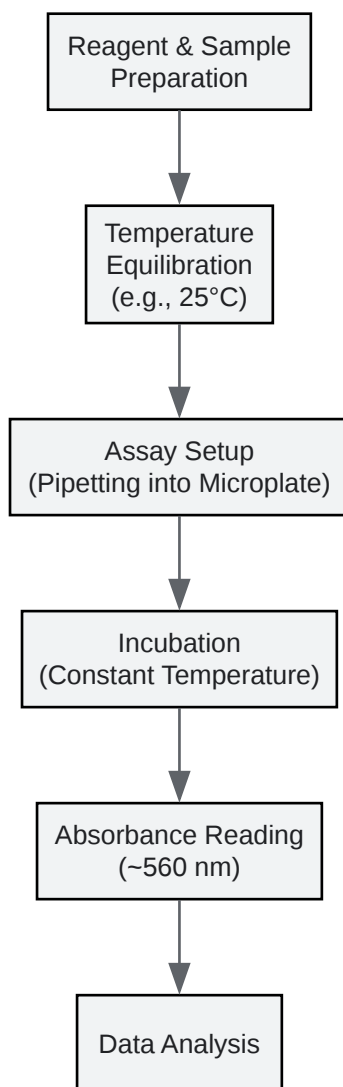 Reagent & Sample
Preparation
Temperature
Equilibration
(e.g., 25°C)
Assay Setup
(Pipetting into Microplate)
Incubation
(Constant Temperature)
Absorbance Reading
(~560 nm)
Data Analysis